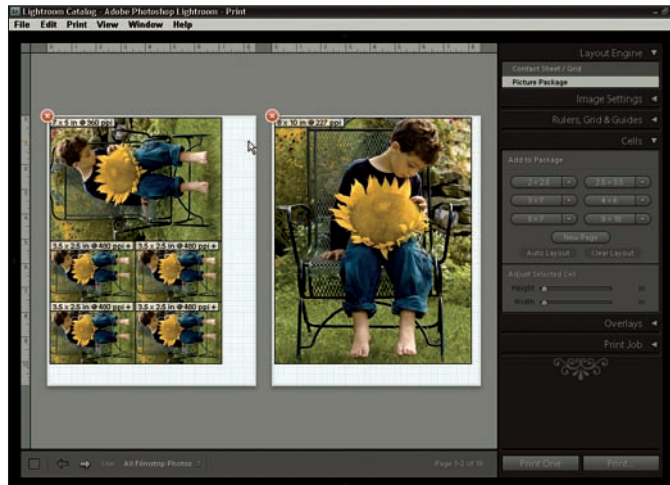 Lightroom Catalog - Adobe Photoshop Lightroom - Print
File Edit Print View Window Help
Layout Engine
Contact Sheet / Grid
Picture Package
Image Settings
Rulers, Grid & Guides
Cells
Add to Package
2 × 2.5
2.5 × 3.5
4 × 6
5 × 7
8 × 10
New Page
Auto Layout
Clear Layout
Adjust Selected Cell
Height
Width
Overlays
Print Job
7 x 5 in @ 360 ppi
3.5 x 2.5 in @ 480 ppi +
3.5 x 2.5 in @ 480 ppi +
3.5 x 2.5 in @ 480 ppi +
3.5 x 2.5 in @ 480 ppi +
x 10 in @ 227 ppi
Use: All Filmstrip Photos
Page 1-2 of 16
Print One
Print...